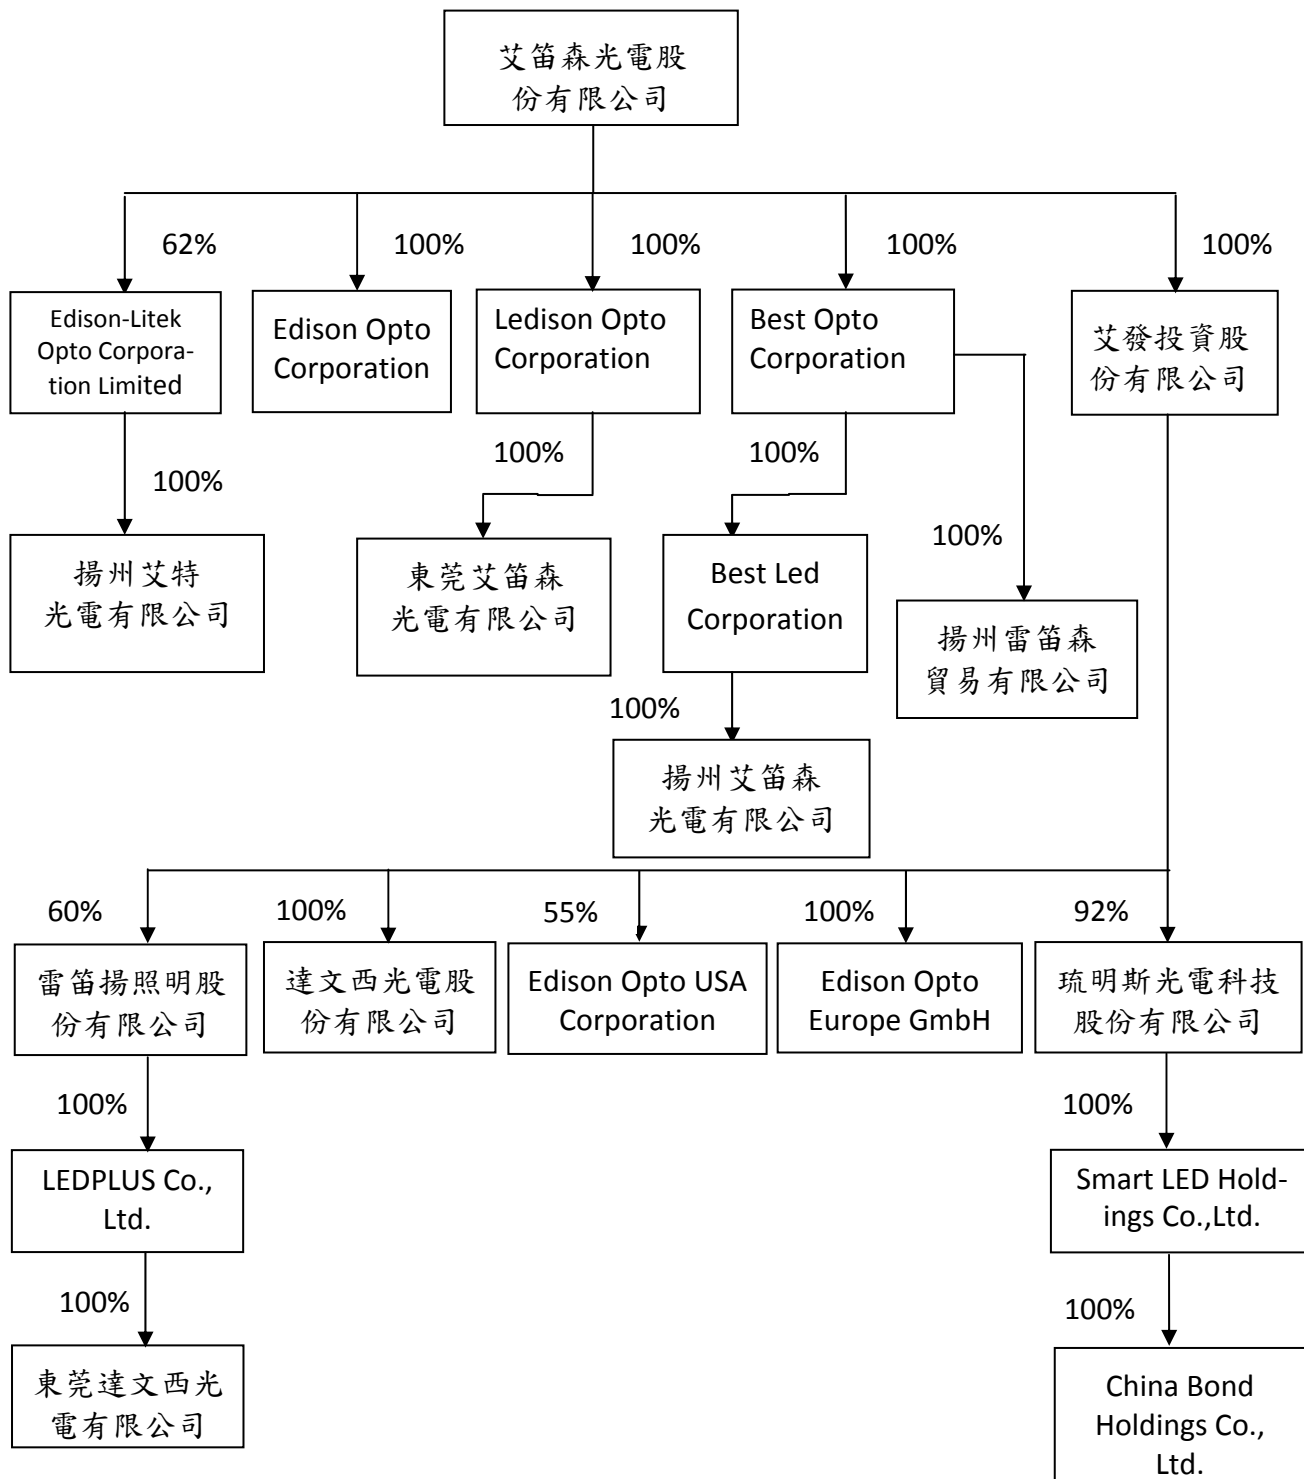 艾笛森光電股
份有限公司
62%
100%
100%
100%
100%
Edison-Litek
Opto Corpora-
tion Limited
Edison Opto
Corporation
Ledison Opto
Corporation
Best Opto
Corporation
艾發投資股
份有限公司
100%
100%
100%
100%
揚州艾特
光電有限公司
東莞艾笛森
光電有限公司
Best Led
Corporation
揚州雷笛森
貿易有限公司
100%
揚州艾笛森
光電有限公司
60%
100%
55%
100%
92%
雷笛揚照明股
份有限公司
達文西光電股
份有限公司
Edison Opto USA
Corporation
Edison Opto
Europe GmbH
琉明斯光電科技
股份有限公司
100%
100%
LEDPLUS Co.,
Ltd.
Smart LED Hold-
ings Co.,Ltd.
100%
100%
東莞達文西光
電有限公司
China Bond
Holdings Co.,
Ltd.